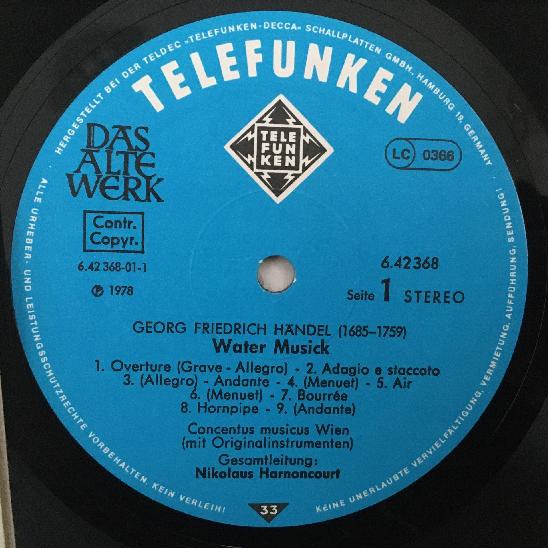 HERGESTELLT BEI DER TELDEC »TELEFUNKEN-DECCA« SCHALLPLATTEN GMBH., HAMBURG 19, GERMANY
TELEFUNKEN
TELE
FUN
KEN
DAS
ALTE
WERK
LC 0366
Contr.
Copyr.
6.42 368-01-1
℗ 1978
6.42368
Seite 1 STEREO
GEORG FRIEDRICH HÄNDEL (1685–1759)
Water Musick
1. Overture (Grave - Allegro) - 2. Adagio e staccato
3. (Allegro) - Andante - 4. (Menuet) - 5. Air
6. (Menuet) - 7. Bourrée
8. Hornpipe - 9. (Andante)
Concentus musicus Wien
(mit Originalinstrumenten)
Gesamtleitung:
Nikolaus Harnoncourt
33
ALLE URHEBER- UND LEISTUNGSSCHUTZRECHTE VORBEHALTEN. KEIN VERLEIH!
KEINE UNERLAUBTE VERVIELFÄLTIGUNG, VERMIETUNG, AUFFÜHRUNG, SENDUNG!